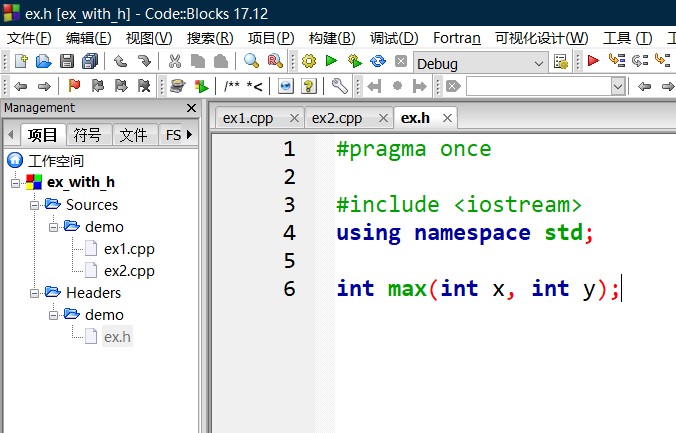 ex.h [ex_with_h] - Code::Blocks 17.12
文件(F) 编辑(E) 视图(V) 搜索(R) 项目(P) 构建(B) 调试(D) Fortran 可视化设计(W) 工具 (T)
Debug
/** *<
Management
项目 符号 文件 FS
工作空间
ex_with_h
Sources
demo
ex1.cpp
ex2.cpp
Headers
demo
ex.h
ex1.cpp ex2.cpp ex.h
1 #pragma once
2
3 #include <iostream>
4 using namespace std;
5
6 int max(int x, int y);